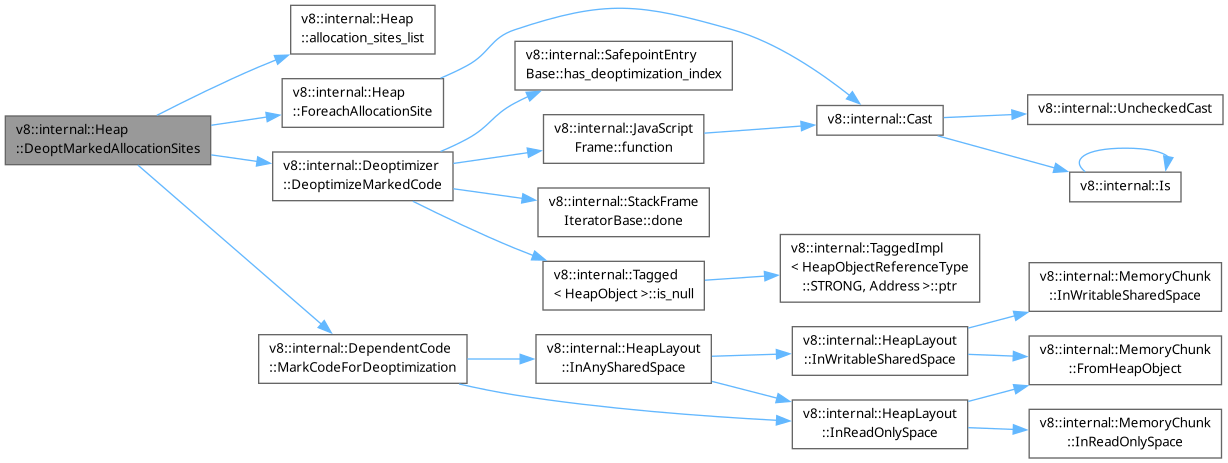 v8::internal::Heap
::DeoptMarkedAllocationSites
v8::internal::Heap
::allocation_sites_list
v8::internal::Heap
::ForeachAllocationSite
v8::internal::Deoptimizer
::DeoptimizeMarkedCode
v8::internal::DependentCode
::MarkCodeForDeoptimization
v8::internal::SafepointEntry
Base::has_deoptimization_index
v8::internal::JavaScript
Frame::function
v8::internal::StackFrame
IteratorBase::done
v8::internal::Tagged
< HeapObject >::is_null
v8::internal::HeapLayout
::InAnySharedSpace
v8::internal::Cast
v8::internal::TaggedImpl
< HeapObjectReferenceType
::STRONG, Address >::ptr
v8::internal::HeapLayout
::InWritableSharedSpace
v8::internal::HeapLayout
::InReadOnlySpace
v8::internal::UncheckedCast
v8::internal::Is
v8::internal::MemoryChunk
::InWritableSharedSpace
v8::internal::MemoryChunk
::FromHeapObject
v8::internal::MemoryChunk
::InReadOnlySpace